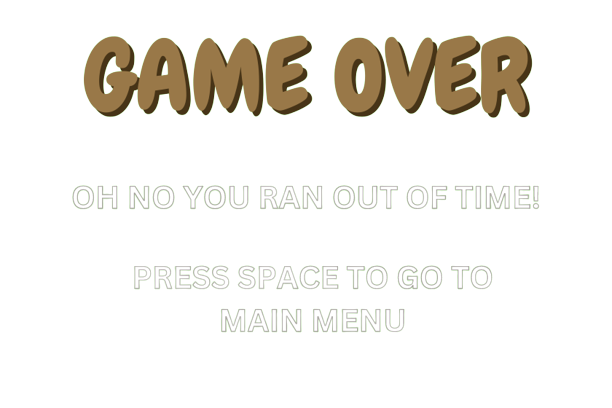 GAME OVER
OH NO YOU RAN OUT OF TIME!
PRESS SPACE TO GO TO
MAIN MENU